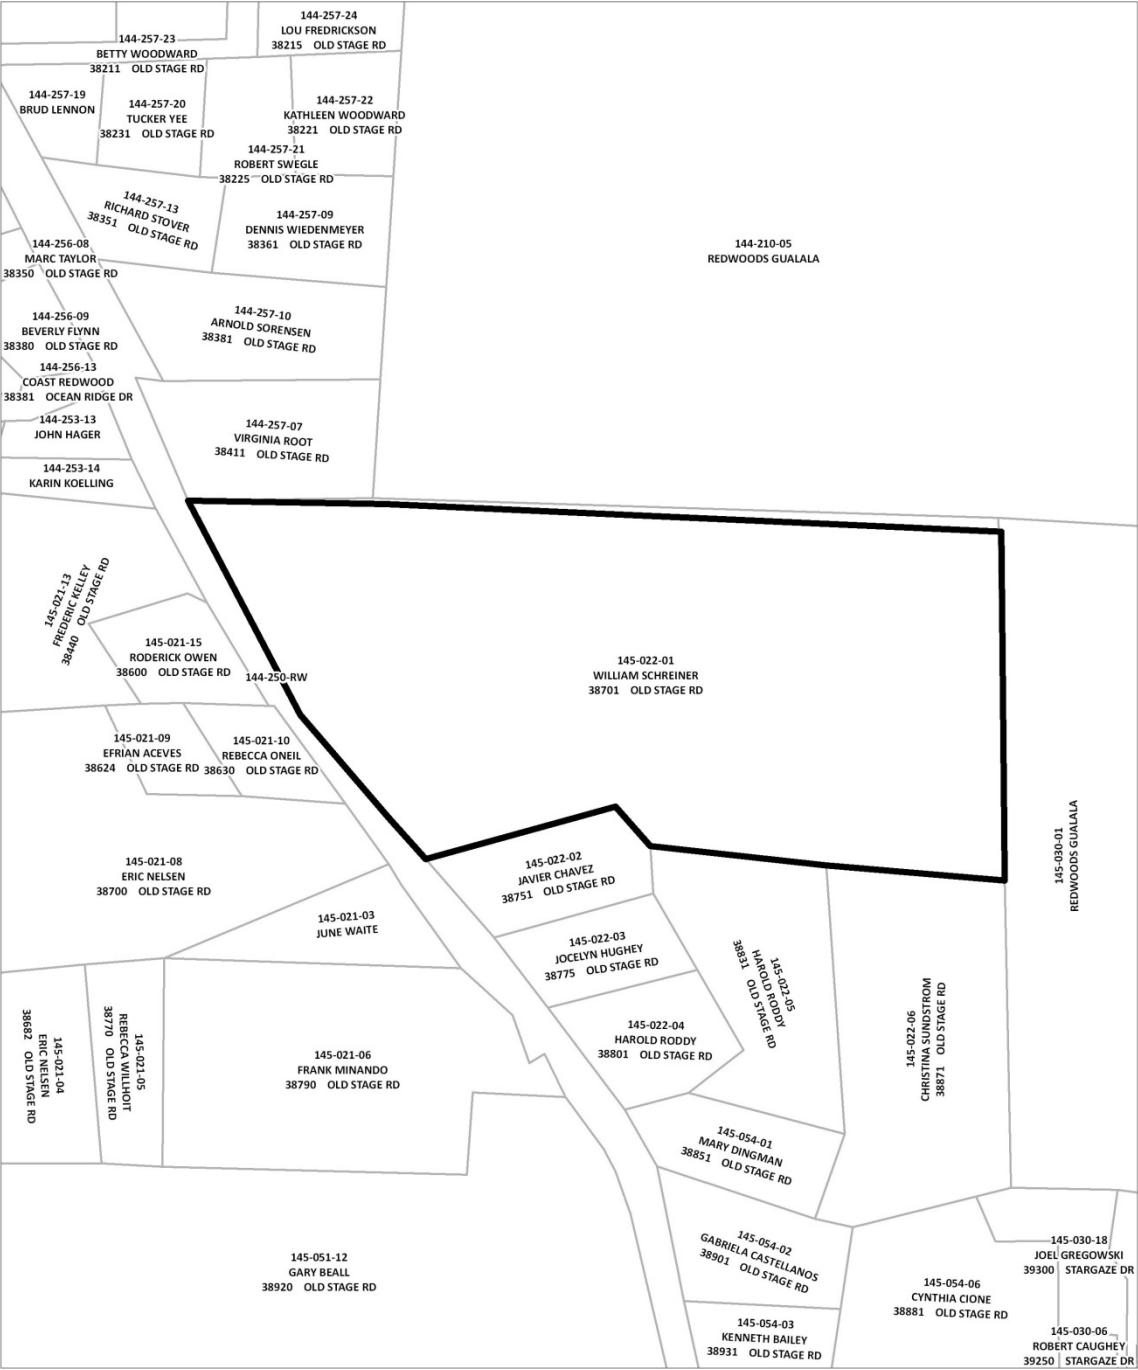 144-257-24
LOU FREDRICKSON
38215 OLD STAGE RD
144-257-23
BETTY WOODWARD
38211 OLD STAGE RD
144-257-19
BRUD LENNON
144-257-20
TUCKER YEE
38231 OLD STAGE RD
144-257-22
KATHLEEN WOODWARD
38221 OLD STAGE RD
144-257-21
ROBERT SWEGLE
38225 OLD STAGE RD
144-257-13
RICHARD STOVER
38351 OLD STAGE RD
144-257-09
DENNIS WIEDENMEYER
38361 OLD STAGE RD
144-210-05
REDWOODS GUALALA
144-256-08
MARC TAYLOR
38350 OLD STAGE RD
144-256-09
BEVERLY FLYNN
38380 OLD STAGE RD
144-257-10
ARNOLD SORENSEN
38381 OLD STAGE RD
144-256-13
COAST REDWOOD
38381 OCEAN RIDGE DR
144-253-13
JOHN HAGER
144-257-07
VIRGINIA ROOT
38411 OLD STAGE RD
144-253-14
KARIN KOELLING
145-021-13
FREDERIC KELLEY
38440 OLD STAGE RD
145-021-15
RODERICK OWEN
38600 OLD STAGE RD
144-250-RW
145-022-01
WILLIAM SCHREINER
38701 OLD STAGE RD
145-021-09
EFRIAN ACEVES
38624 OLD STAGE RD
145-021-10
REBECCA ONEIL
38630 OLD STAGE RD
145-030-01
REDWOODS GUALALA
145-021-08
ERIC NELSEN
38700 OLD STAGE RD
145-022-02
JAVIER CHAVEZ
38751 OLD STAGE RD
145-021-03
JUNE WAITE
145-022-03
JOCELYN HUGHEY
38775 OLD STAGE RD
145-022-05
HAROLD RODDY
38831 OLD STAGE RD
145-022-06
CHRISTINA SUNDSTROM
38871 OLD STAGE RD
145-021-04
ERIC NELSEN
38682 OLD STAGE RD
145-021-05
REBECCA WILLHOIT
38770 OLD STAGE RD
145-021-06
FRANK MINANDO
38790 OLD STAGE RD
145-022-04
HAROLD RODDY
38801 OLD STAGE RD
145-054-01
MARY DINGMAN
38851 OLD STAGE RD
145-051-12
GARY BEALL
38920 OLD STAGE RD
145-054-02
GABRIELA CASTELLANOS
38901 OLD STAGE RD
145-030-18
JOEL GREGOWSKI
39300 STARGAZE DR
145-054-06
CYNTHIA CIONE
38881 OLD STAGE RD
145-054-03
KENNETH BAILEY
38931 OLD STAGE RD
145-030-06
ROBERT CAUGHEY
39250 STARGAZE DR